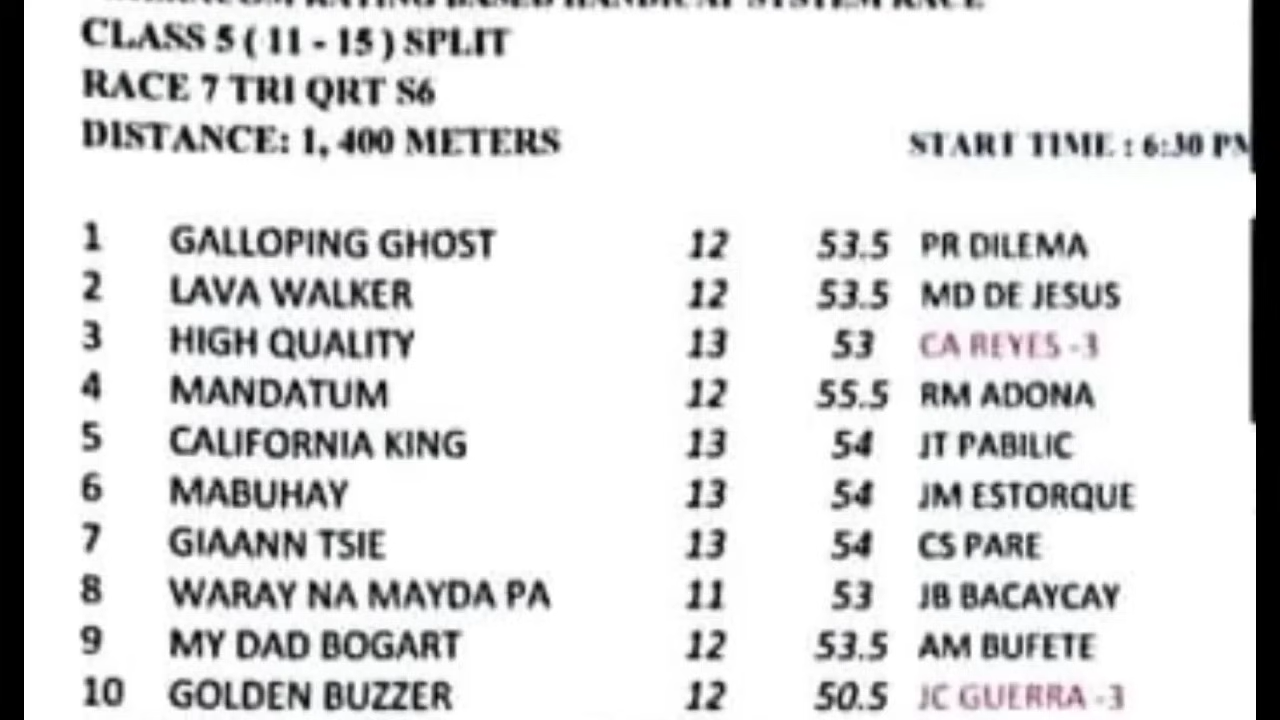 RATING BASED HANDICAP SYSTEM RACE
CLASS 5 ( 11 - 15 ) SPLIT
RACE 7 TRI QRT S6
DISTANCE: 1, 400 METERS START TIME : 6:30 PM
1 GALLOPING GHOST 12 53.5 PR DILEMA
2 LAVA WALKER 12 53.5 MD DE JESUS
3 HIGH QUALITY 13 53 CA REYES -3
4 MANDATUM 12 55.5 RM ADONA
5 CALIFORNIA KING 13 54 JT PABILIC
6 MABUHAY 13 54 JM ESTORQUE
7 GIAANN TSIE 13 54 CS PARE
8 WARAY NA MAYDA PA 11 53 JB BACAYCAY
9 MY DAD BOGART 12 53.5 AM BUFETE
10 GOLDEN BUZZER 12 50.5 JC GUERRA -3